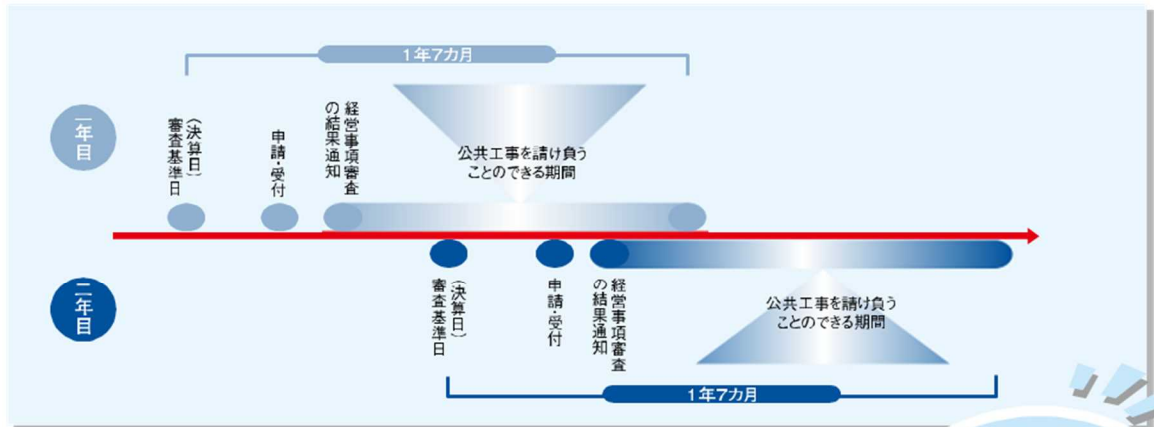 1年7カ月
一年目
審査基準日
（決算日）
申請・受付
経営事項審査
の結果通知
公共工事を請け負う
ことのできる期間
二年目
審査基準日
（決算日）
申請・受付
経営事項審査
の結果通知
公共工事を請け負う
ことのできる期間
1年7カ月